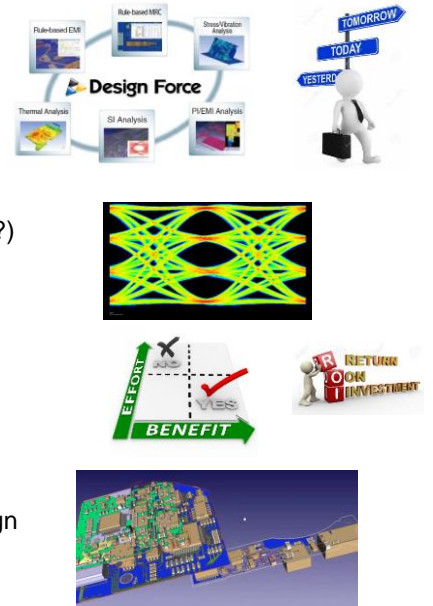 Rule-based MRC
Rule-based EMI
Stress/Vibration
Analysis
Design Force
Thermal Analysis
SI Analysis
PI/EMI Analysis
TOMORROW
TODAY
YESTERD
?)
EFFORT
NO
YES
BENEFIT
R RETURN
O ON
I INVESTMENT
gn